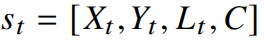 s_t = [X_t, Y_t, L_t, C]